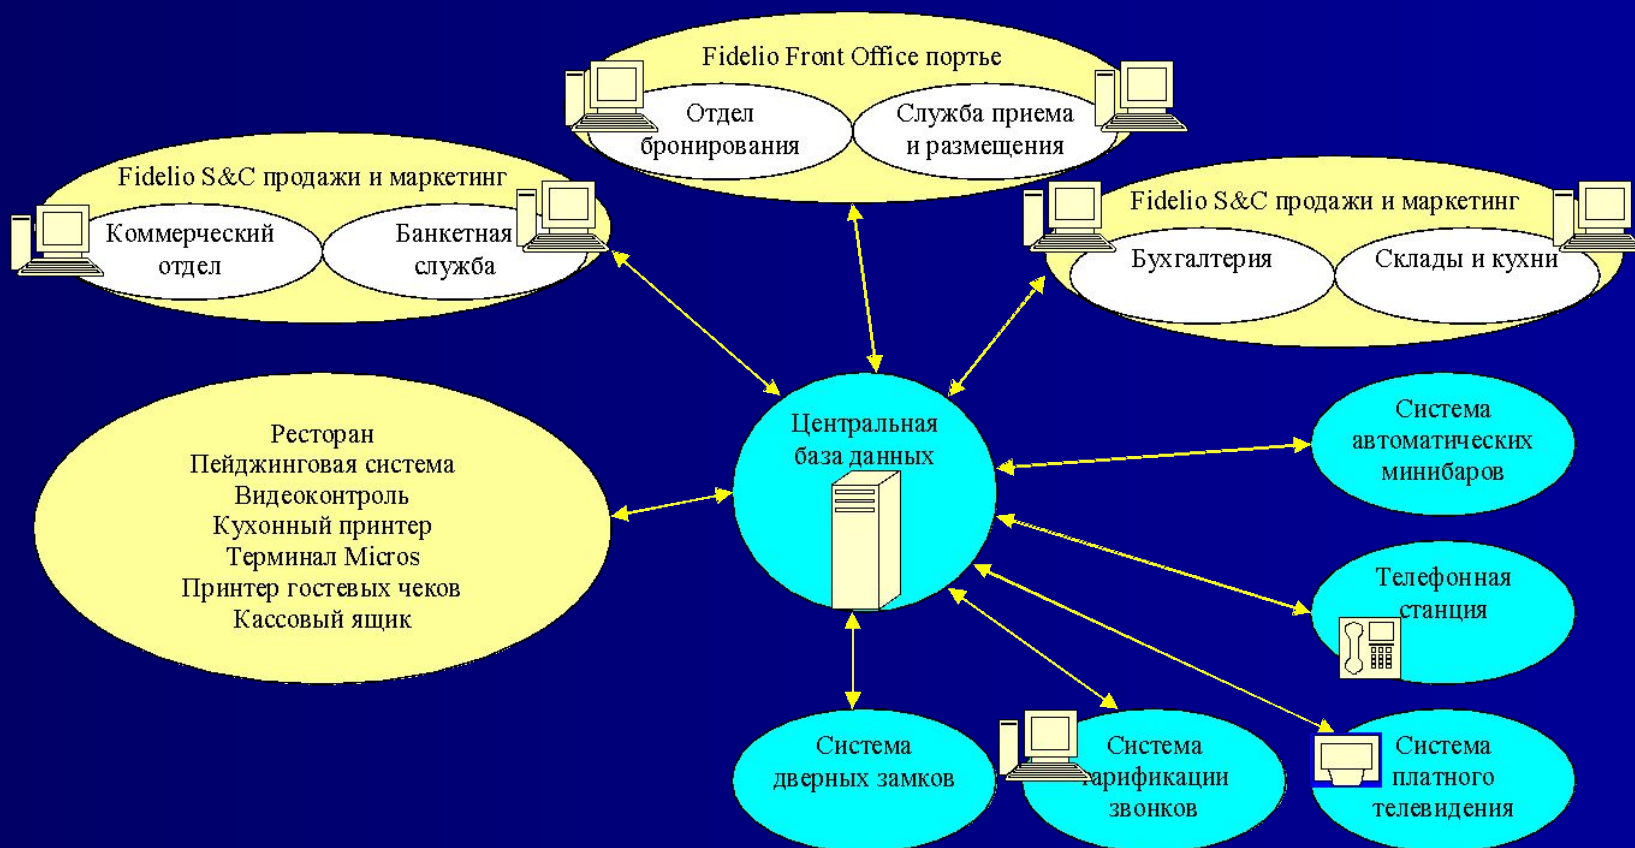 Fidelio Front Office портье
Отдел
бронирования
Служба приема
и размещения
Fidelio S&C продажи и маркетинг
Коммерческий
отдел
Банкетная
служба
Fidelio S&C продажи и маркетинг
Бухгалтерия
Склады и кухни
Центральная
база данных
Ресторан
Пейджинговая система
Видеоконтроль
Кухонный принтер
Терминал Micros
Принтер гостевых чеков
Кассовый ящик
Система
автоматических
минибаров
Телефонная
станция
Система
дверных замков
Система
тарификации
звонков
Система
платного
телевидения